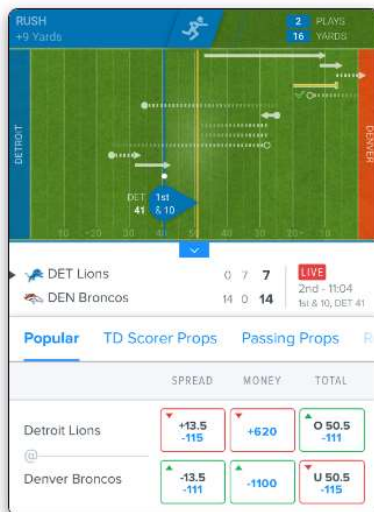 RUSH
+9 Yards
2 PLAYS
16 YARDS
DETROIT
DENVER
DET
41
1st
& 10
10 20 30 40 50 40 30 20 10
DET Lions 0 7 7
DEN Broncos 14 0 14
LIVE
2nd - 11:04
1st & 10, DET 41
Popular TD Scorer Props Passing Props
SPREAD MONEY TOTAL
Detroit Lions
+13.5
-115
+620
O 50.5
-111
@
Denver Broncos
-13.5
-111
-1100
U 50.5
-115